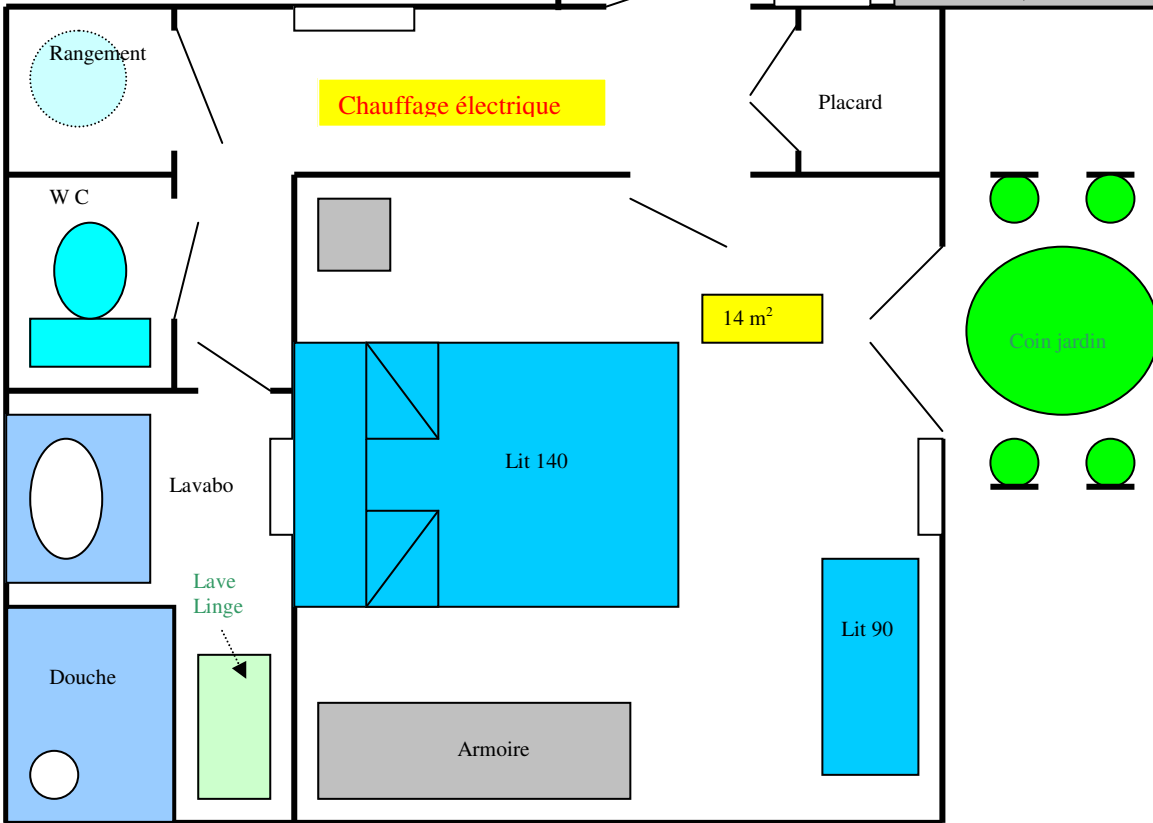 Rangement
Chauffage électrique
Placard
W C
14 m²
Coin jardin
Lit 140
Lavabo
Lave
Linge
Lit 90
Douche
Armoire